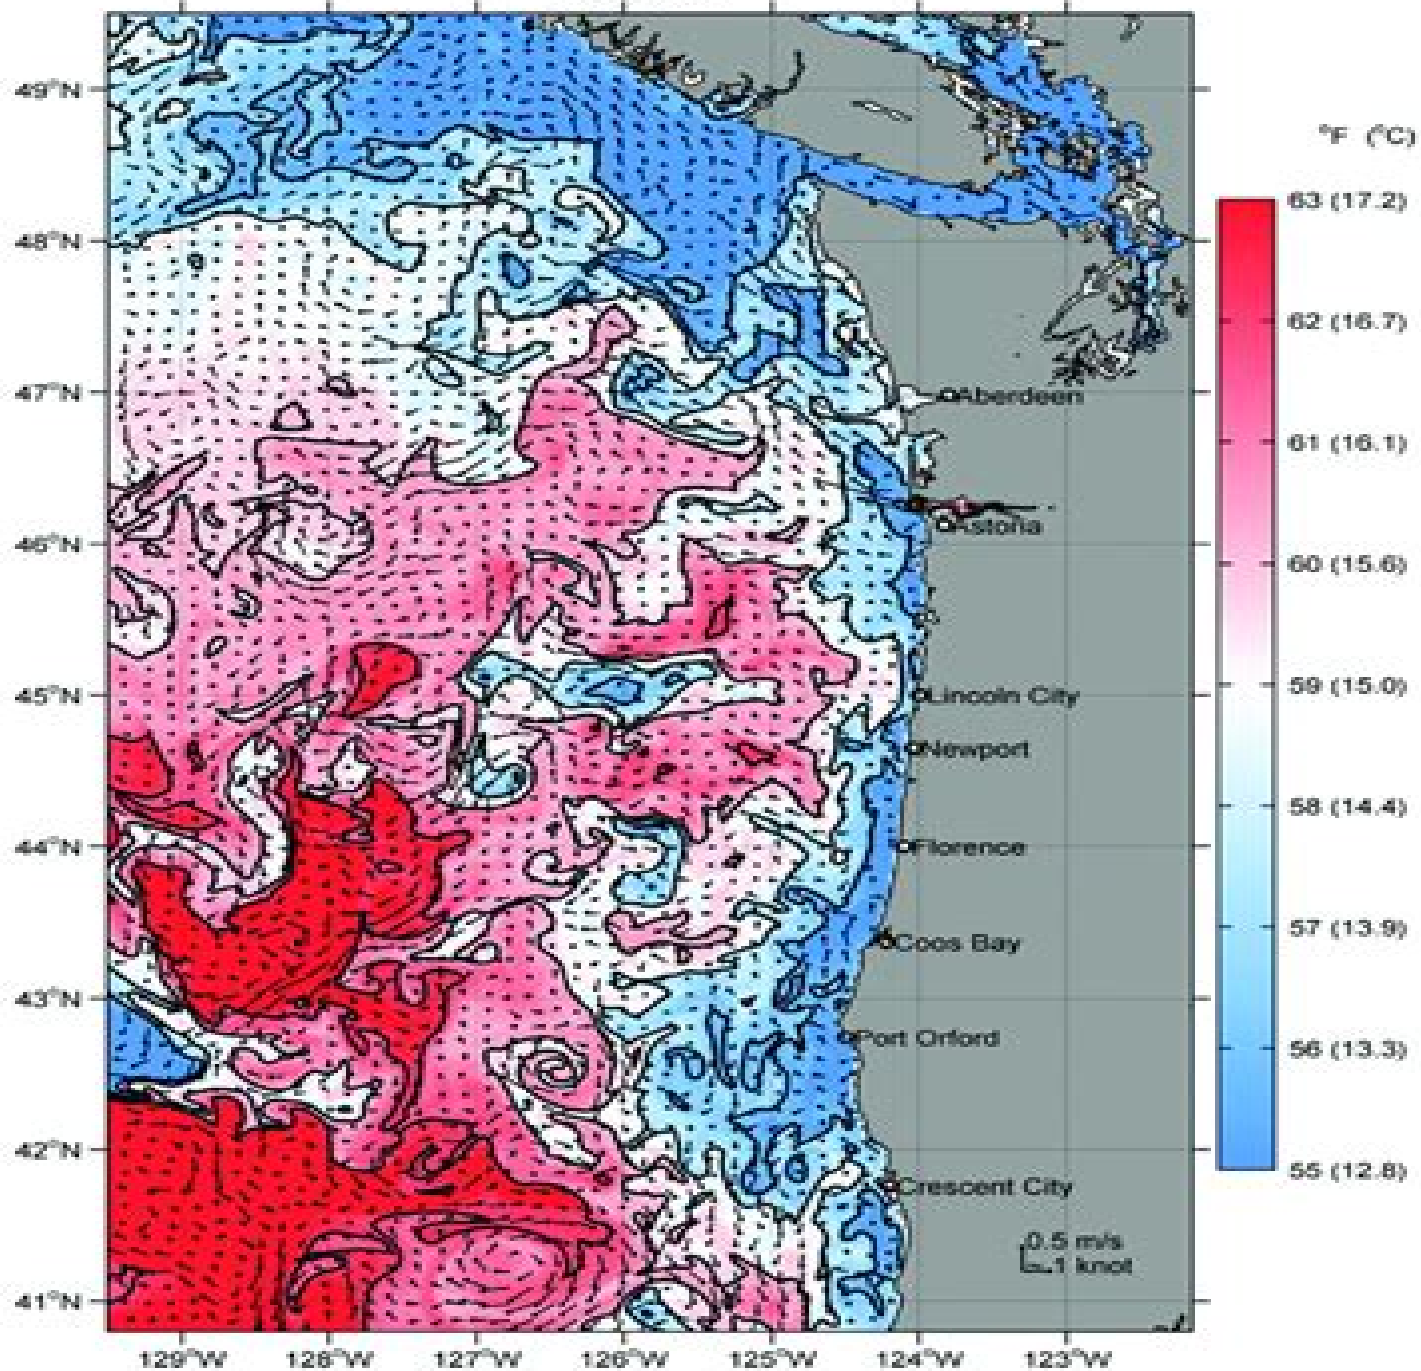 °F (°C)
49°N
48°N
47°N
46°N
45°N
44°N
43°N
42°N
41°N
63 (17.2)
62 (16.7)
61 (16.1)
60 (15.6)
59 (15.0)
58 (14.4)
57 (13.9)
56 (13.3)
55 (12.8)
Aberdeen
Astoria
Lincoln City
Newport
Florence
Coos Bay
Port Orford
Crescent City
0.5 m/s
1 knot
129°W 128°W 127°W 126°W 125°W 124°W 123°W